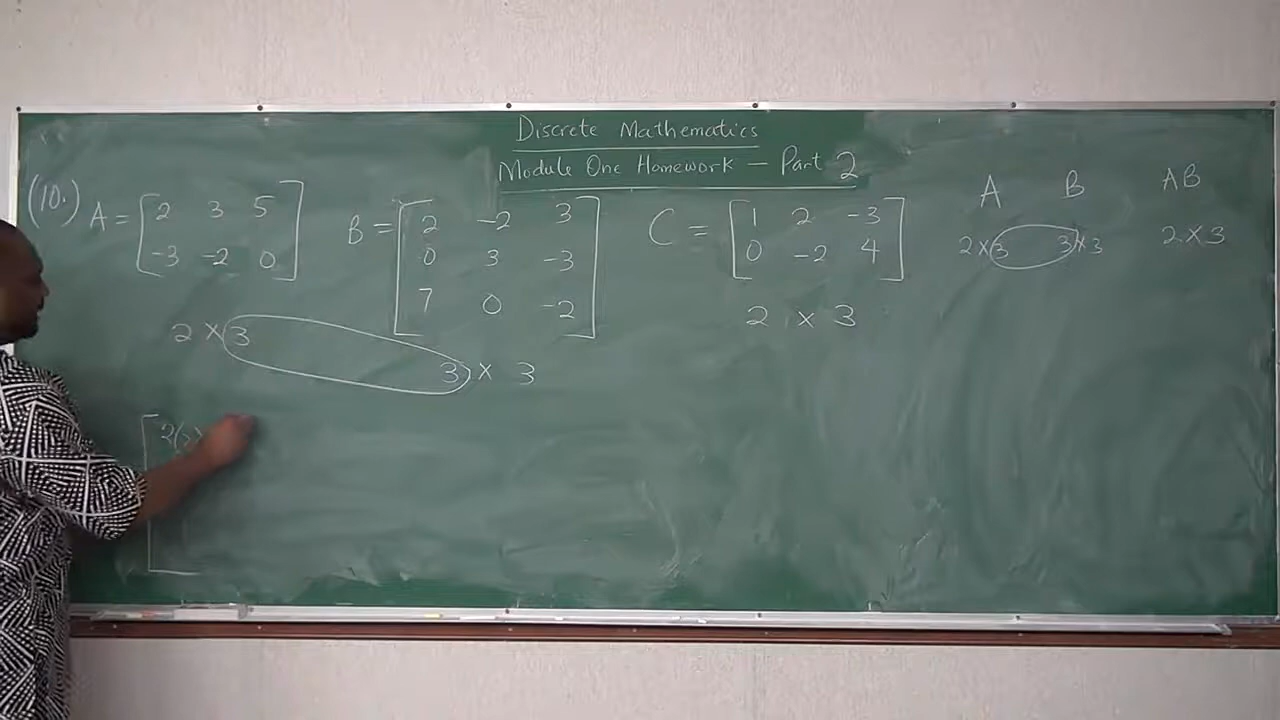 Discrete Mathematics
Module One Homework - Part 2
(10.) A = [2 3 5
-3 -2 0]
B = [2 -2 3
0 3 -3
7 0 -2]
C = [1 2 -3
0 -2 4]
A B AB
2×3 3×3 2×3
2 × 3
3 × 3
2 × 3
[2(2)